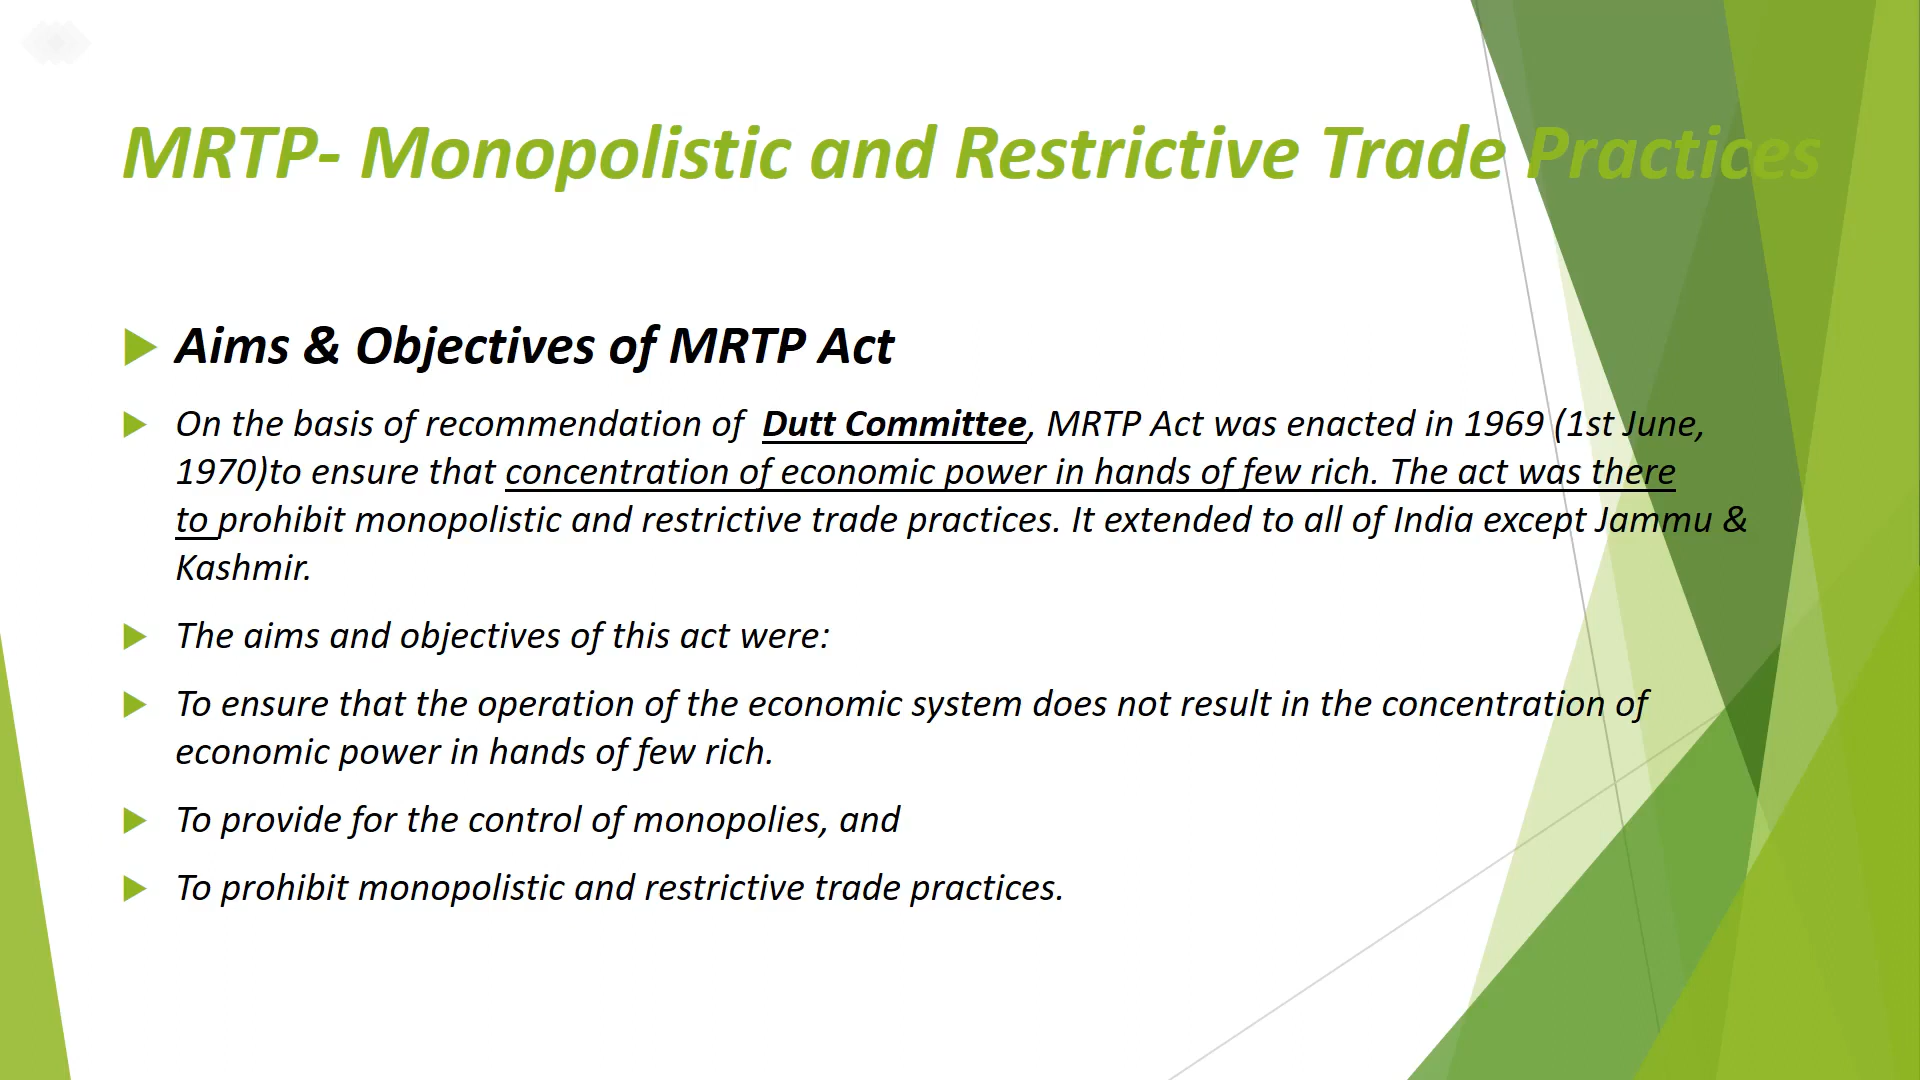 MRTP- Monopolistic and Restrictive Trade Practices
Aims & Objectives of MRTP Act
On the basis of recommendation of Dutt Committee, MRTP Act was enacted in 1969 (1st June,
1970)to ensure that concentration of economic power in hands of few rich. The act was there
to prohibit monopolistic and restrictive trade practices. It extended to all of India except Jammu &
Kashmir.
The aims and objectives of this act were:
To ensure that the operation of the economic system does not result in the concentration of
economic power in hands of few rich.
To provide for the control of monopolies, and
To prohibit monopolistic and restrictive trade practices.